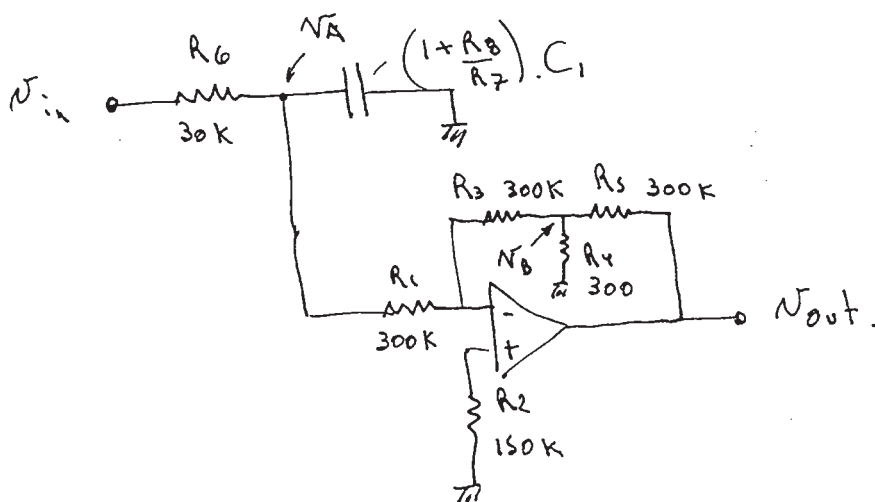 R6
VA
(1 + R8/R7) . C1
Vin
30K
R3 300K
R5 300K
VB
R4
300
R1
300K
-
+
Vout.
R2
150K